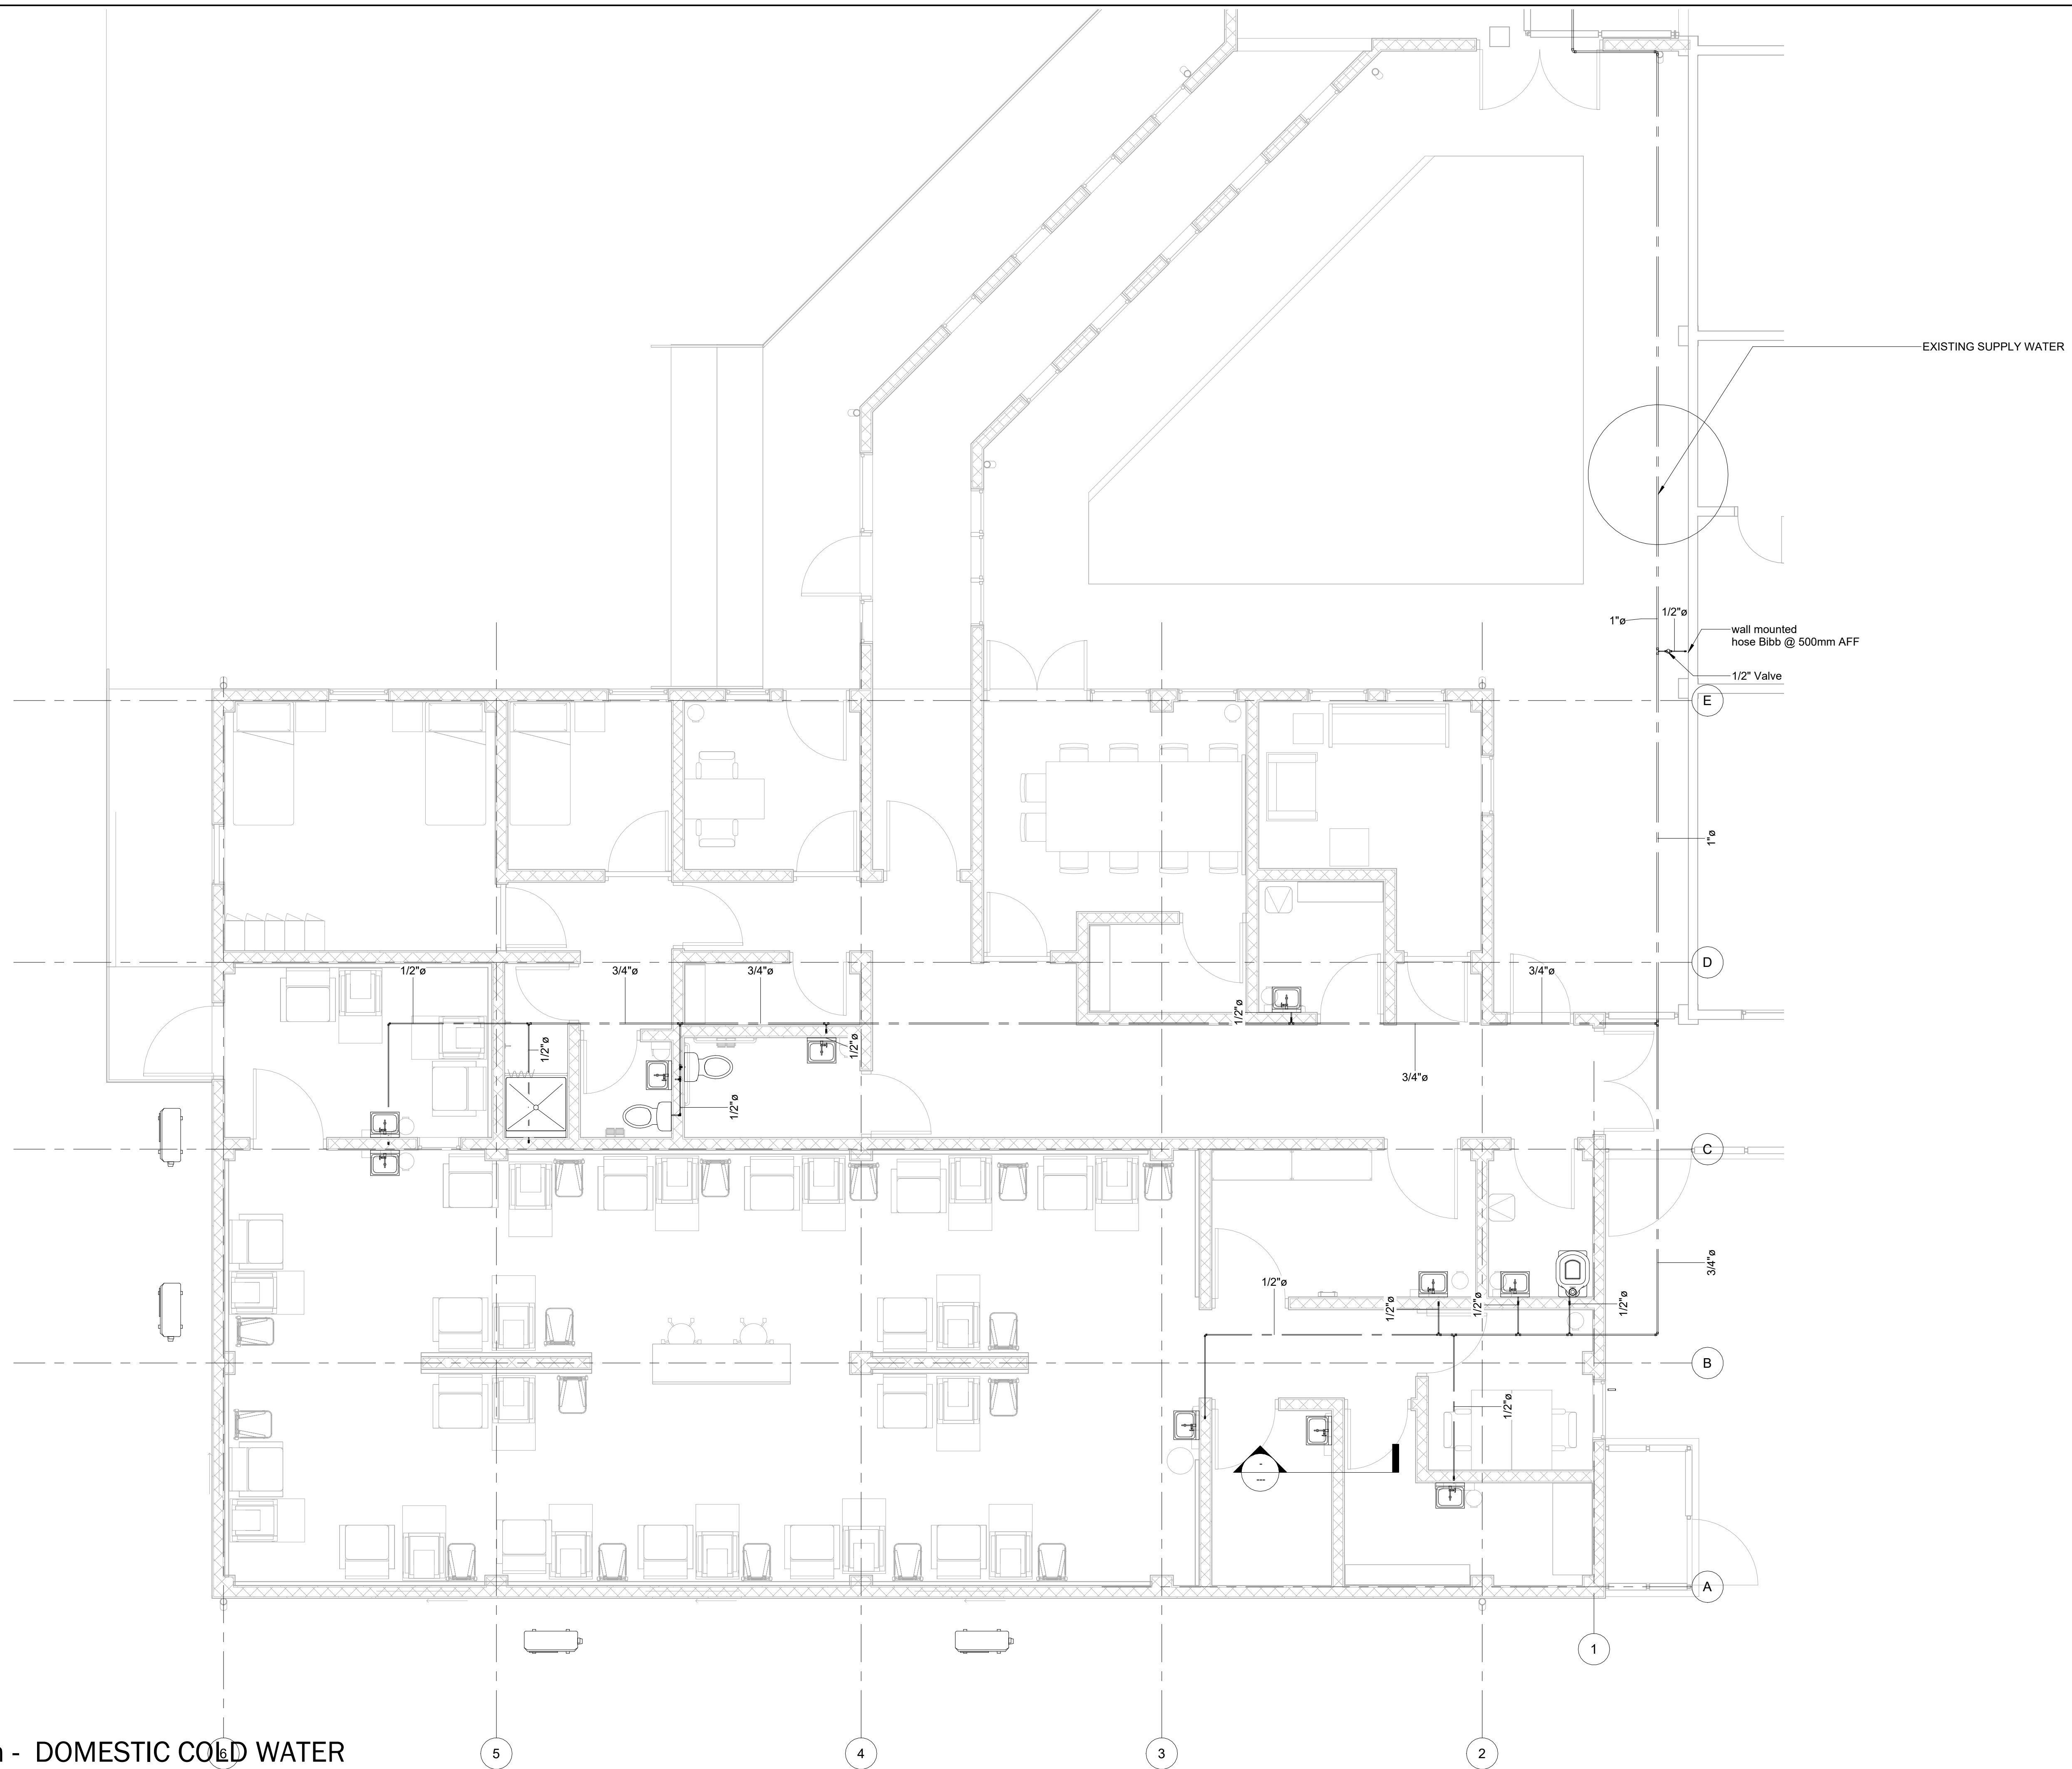 EXISTING SUPPLY WATER
1/2"ø
1"ø
wall mounted
hose Bibb @ 500mm AFF
1/2" Valve
E
1"ø
D
1/2"ø
3/4"ø
3/4"ø
3/4"ø
1/2"ø
1/2"ø
1/2"ø
3/4"ø
1/2"ø
C
3/4"ø
1/2"ø
1/2"ø
1/2"ø
1/2"ø
B
1/2"ø
-
---
A
1
6
5
4
3
2
- DOMESTIC COLD WATER